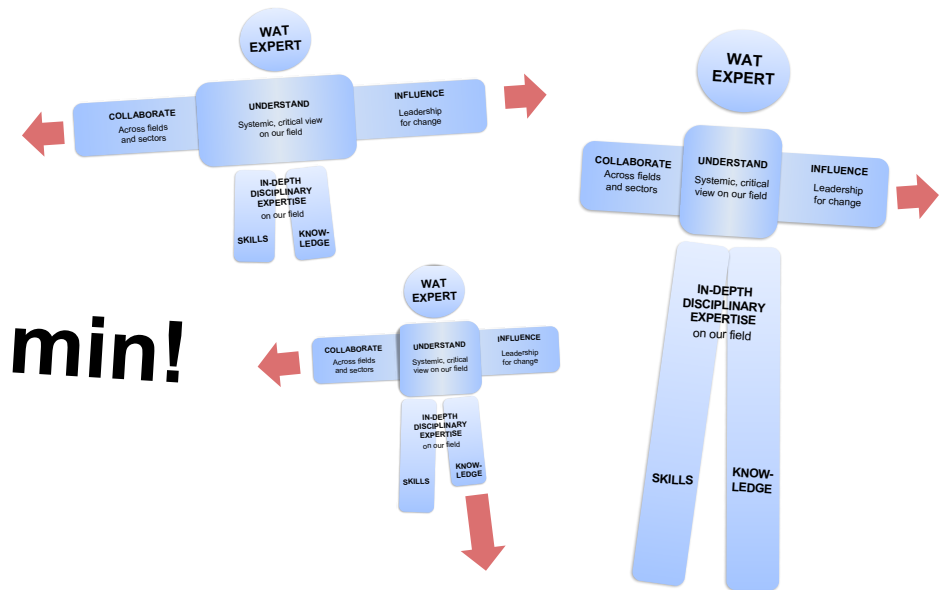 WAT
EXPERT
COLLABORATE
Across fields
and sectors
UNDERSTAND
Systemic, critical view
on our field
INFLUENCE
Leadership
for change
IN-DEPTH
DISCIPLINARY
EXPERTISE
on our field
SKILLS
KNOW-
LEDGE
WAT
EXPERT
COLLABORATE
Across fields
and sectors
UNDERSTAND
Systemic, critical
view on our field
INFLUENCE
Leadership
for change
IN-DEPTH
DISCIPLINARY
EXPERTISE
on our field
SKILLS
KNOW-
LEDGE
min!
WAT
EXPERT
COLLABORATE
Across fields
and sectors
UNDERSTAND
Systemic, critical
view on our field
INFLUENCE
Leadership
for change
IN-DEPTH
DISCIPLINARY
EXPERTISE
on our field
SKILLS
KNOW-
LEDGE